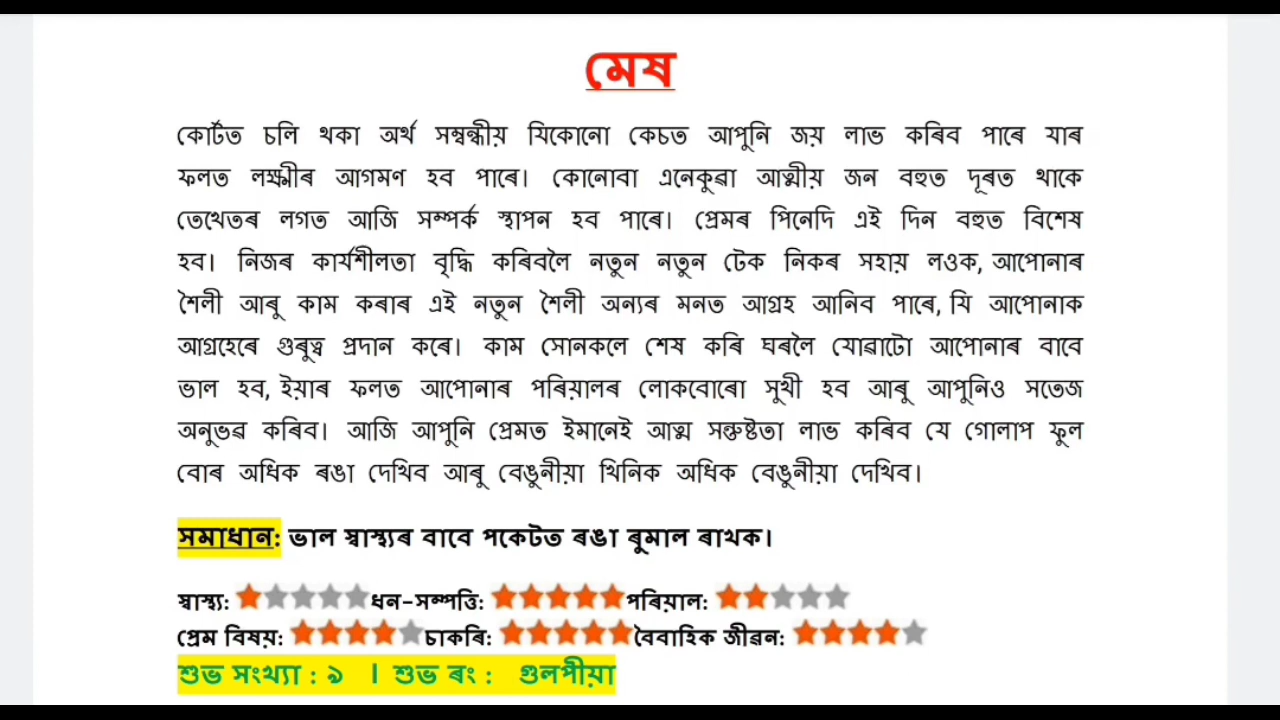 মেষ
কোৰ্টত চলি থকা অৰ্থ সম্বন্ধীয় যিকোনো কেচত আপুনি জয় লাভ কৰিব পাৰে যাৰ
ফলত লক্ষ্মীৰ আগমণ হব পাৰে। কোনোবা এনেকুৱা আত্মীয় জন বহুত দূৰত থাকে
তেখেতৰ লগত আজি সম্পৰ্ক স্থাপন হব পাৰে। প্ৰেমৰ পিনেদি এই দিন বহুত বিশেষ
হব। নিজৰ কাৰ্যশীলতা বৃদ্ধি কৰিবলৈ নতুন নতুন টেক নিকৰ সহায় লওক, আপোনাৰ
শৈলী আৰু কাম কৰাৰ এই নতুন শৈলী অন্যৰ মনত আগ্ৰহ আনিব পাৰে, যি আপোনাক
আগ্ৰহেৰে গুৰুত্ব প্ৰদান কৰে। কাম সোনকলে শেষ কৰি ঘৰলৈ যোৱাটো আপোনাৰ বাবে
ভাল হব, ইয়াৰ ফলত আপোনাৰ পৰিয়ালৰ লোকবোৰো সুখী হব আৰু আপুনিও সতেজ
অনুভৱ কৰিব। আজি আপুনি প্ৰেমত ইমানেই আত্ম সন্তুষ্টতা লাভ কৰিব যে গোলাপ ফুল
বোৰ অধিক ৰঙা দেখিব আৰু বেঙুনীয়া থিনিক অধিক বেঙুনীয়া দেখিব।
সমাধান: ভাল স্বাস্থ্যৰ বাবে পকেটত ৰঙা ৰুমাল ৰাখক।
স্বাস্থ্য: ধন-সম্পত্তি: পৰিয়াল:
প্ৰেম বিষয়: চাকৰি: বৈবাহিক জীৱন:
শুভ সংখ্যা : ৯ । শুভ ৰং : গুলপীয়া